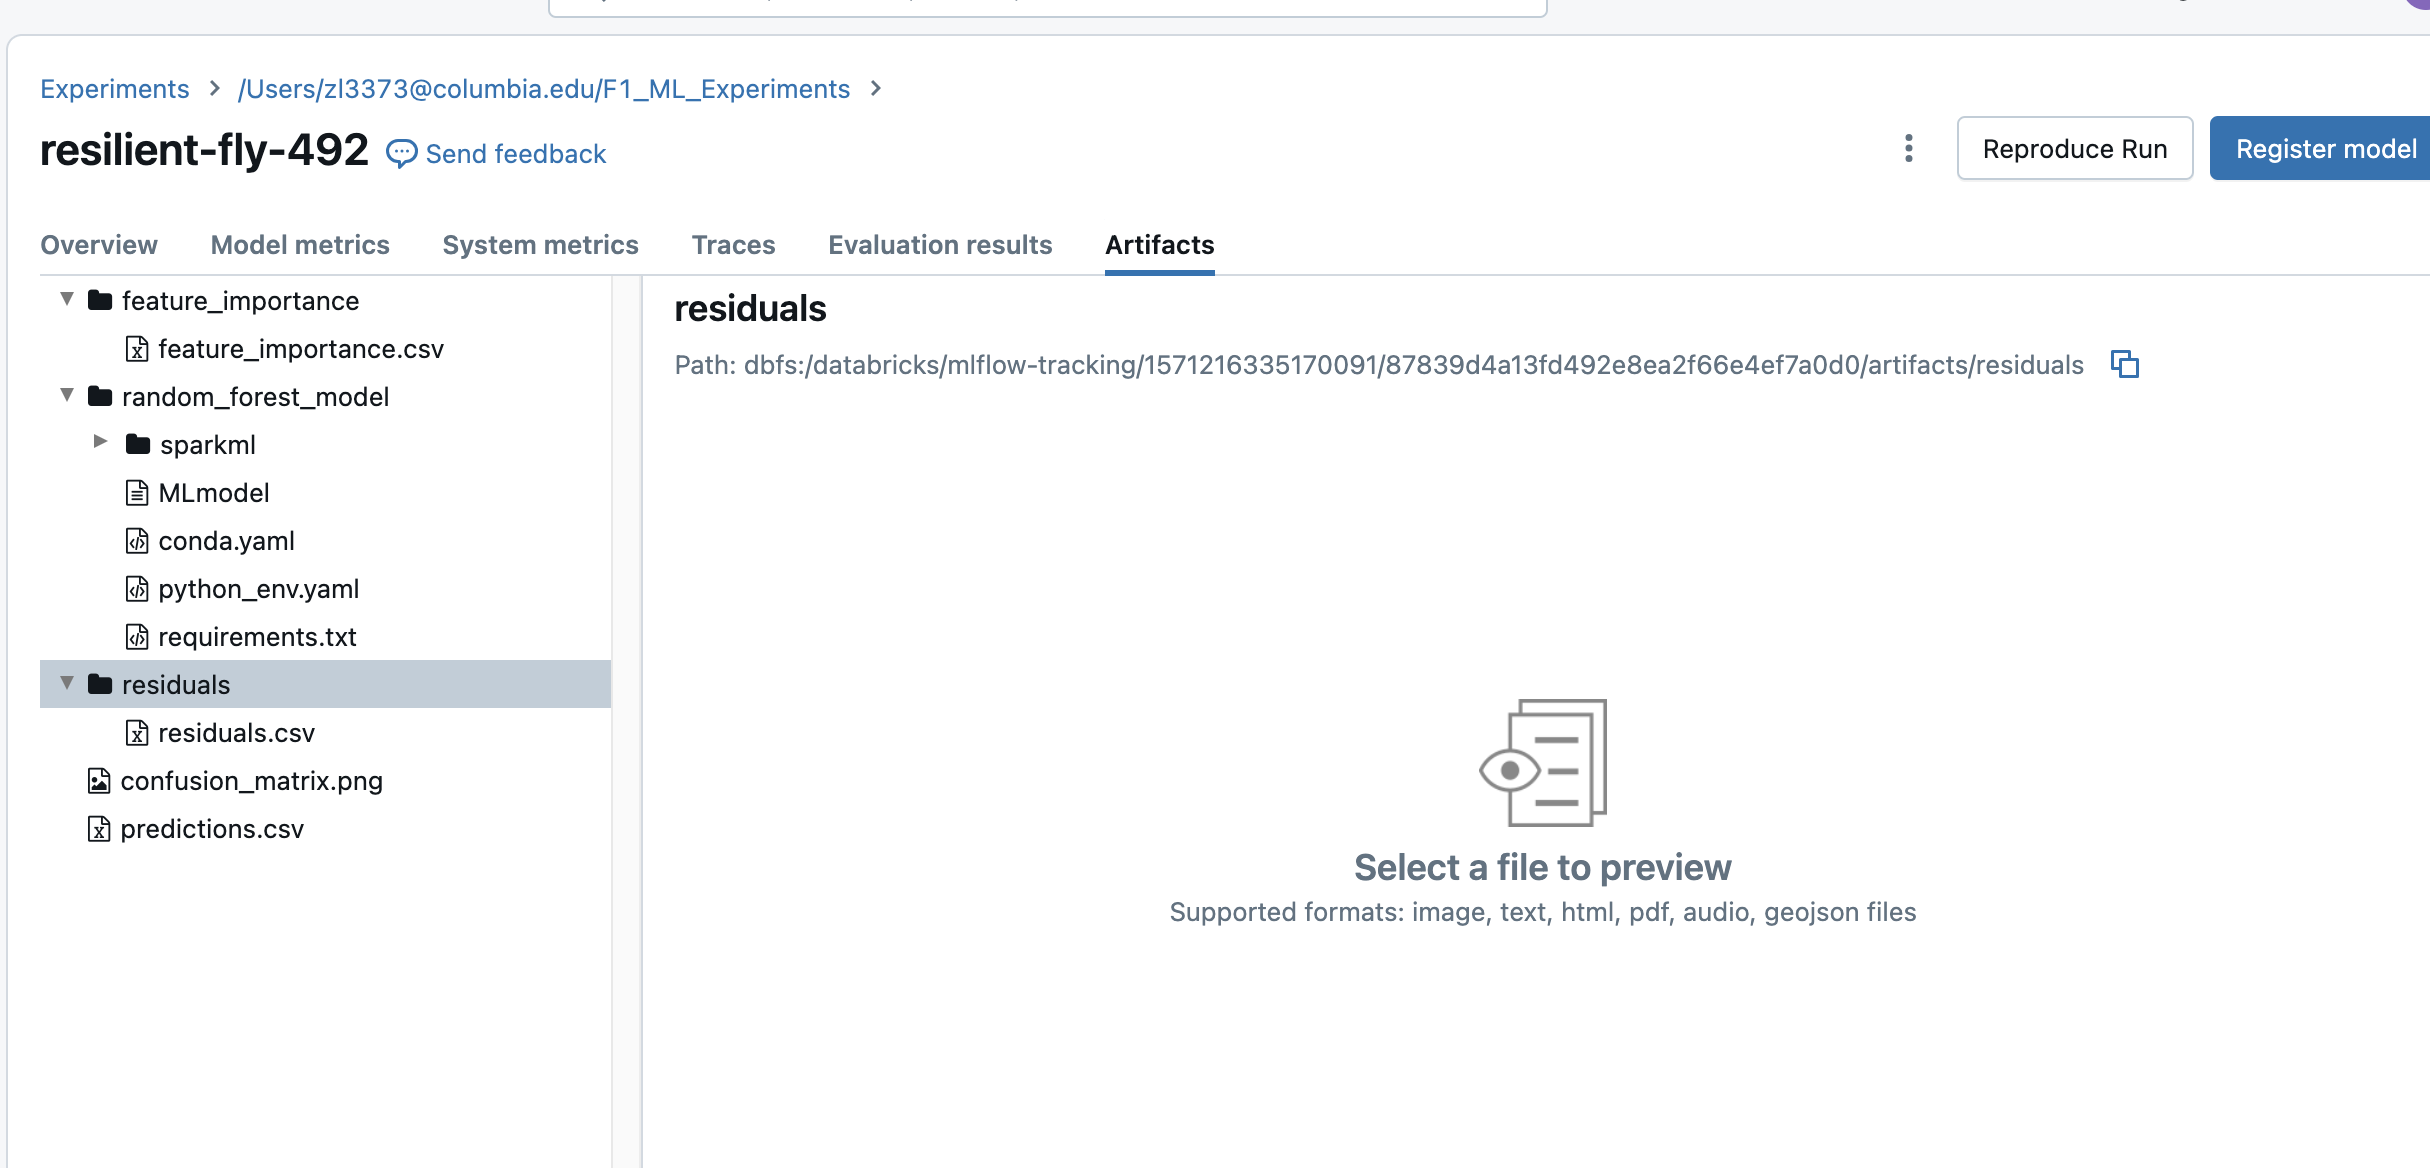 Experiments > /Users/zl3373@columbia.edu/F1_ML_Experiments >
resilient-fly-492 Send feedback
Reproduce Run
Register model
Overview Model metrics System metrics Traces Evaluation results Artifacts
feature_importance
feature_importance.csv
random_forest_model
sparkml
MLmodel
conda.yaml
python_env.yaml
requirements.txt
residuals
residuals.csv
confusion_matrix.png
predictions.csv
residuals
Path: dbfs:/databricks/mlflow-tracking/1571216335170091/87839d4a13fd492e8ea2f66e4ef7a0d0/artifacts/residuals
Select a file to preview
Supported formats: image, text, html, pdf, audio, geojson files